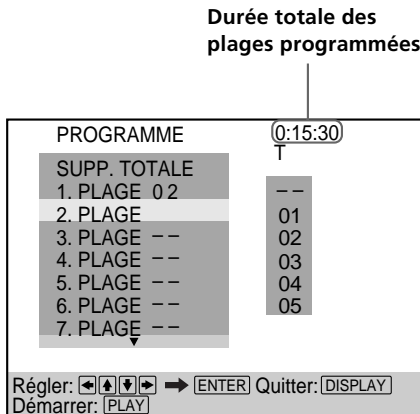 Durée totale des
plages programmées
PROGRAMME 0:15:30
T
SUPP. TOTALE
1. PLAGE 0 2 – –
2. PLAGE 01
3. PLAGE – – 02
4. PLAGE – – 03
5. PLAGE – – 04
6. PLAGE – – 05
7. PLAGE – –
Régler: ENTER Quitter: DISPLAY
Démarrer: PLAY